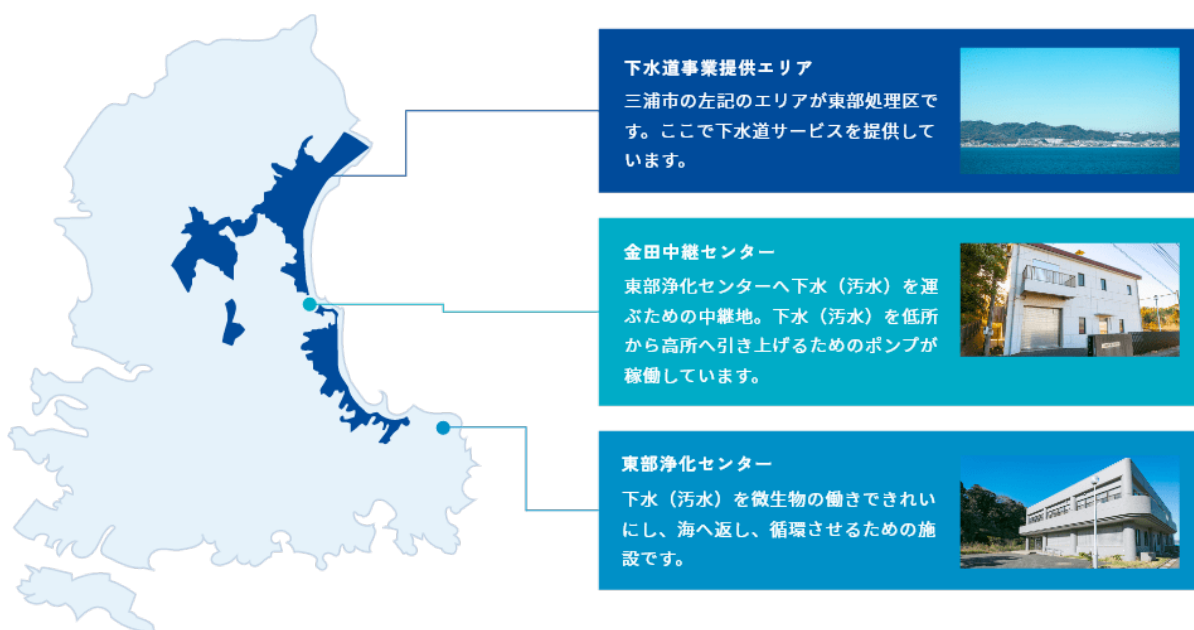 下水道事業提供エリア
三浦市の左記のエリアが東部処理区で
す。ここで下水道サービスを提供して
います。
金田中継センター
東部浄化センターへ下水（汚水）を運
ぶための中継地。下水（汚水）を低所
から高所へ引き上げるためのポンプが
稼働しています。
東部浄化センター
下水（汚水）を微生物の働きできれい
にし、海へ返し、循環させるための施
設です。